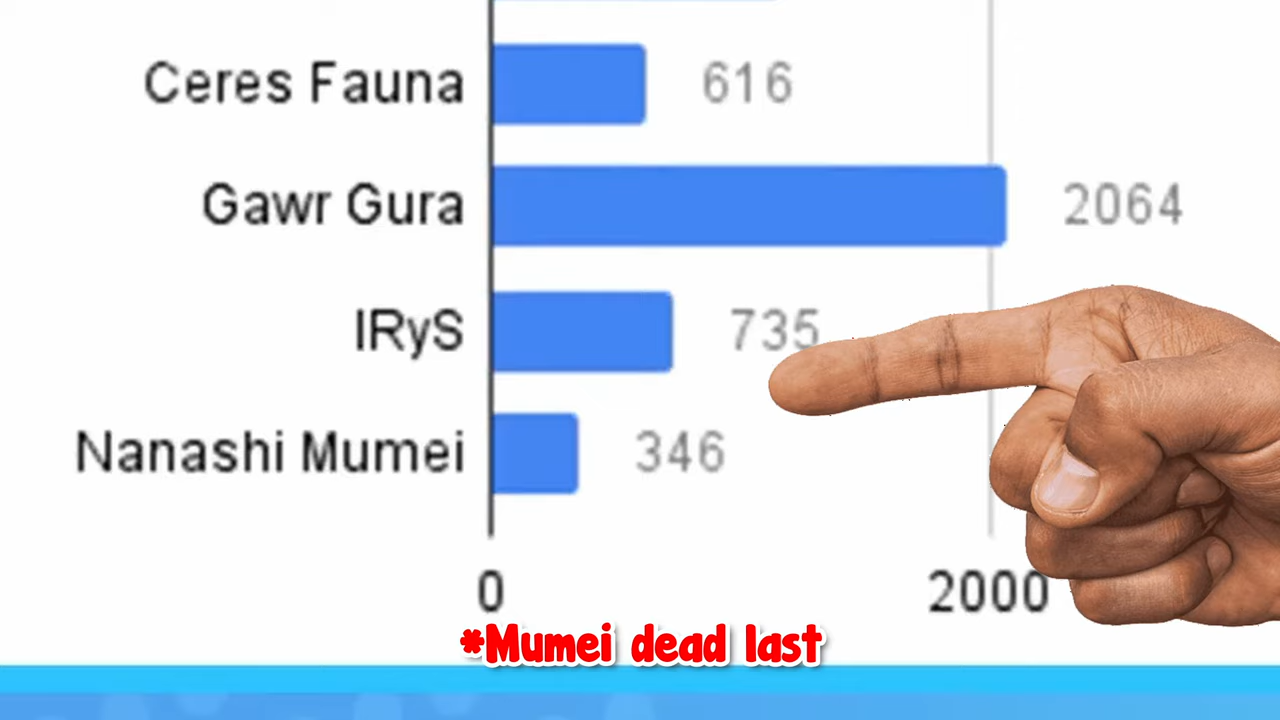 Ceres Fauna 616
Gawr Gura 2064
IRyS 735
Nanashi Mumei 346
0 2000
*Mumei dead last